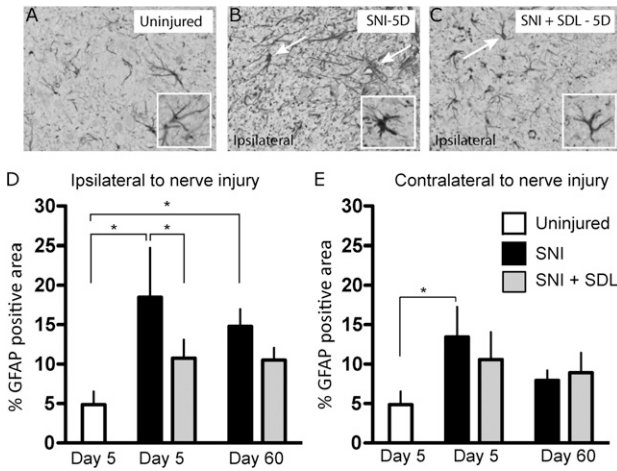 A
Uninjured
B
SNI-5D
Ipsilateral
C
SNI + SDL - 5D
Ipsilateral
D
Ipsilateral to nerve injury
% GFAP positive area
30
25
20
15
10
5
0
*
* *
Day 5 Day 5 Day 60
E
Contralateral to nerve injury
% GFAP positive area
30
25
20
15
10
5
0
*
Uninjured
SNI
SNI + SDL
Day 5 Day 5 Day 60